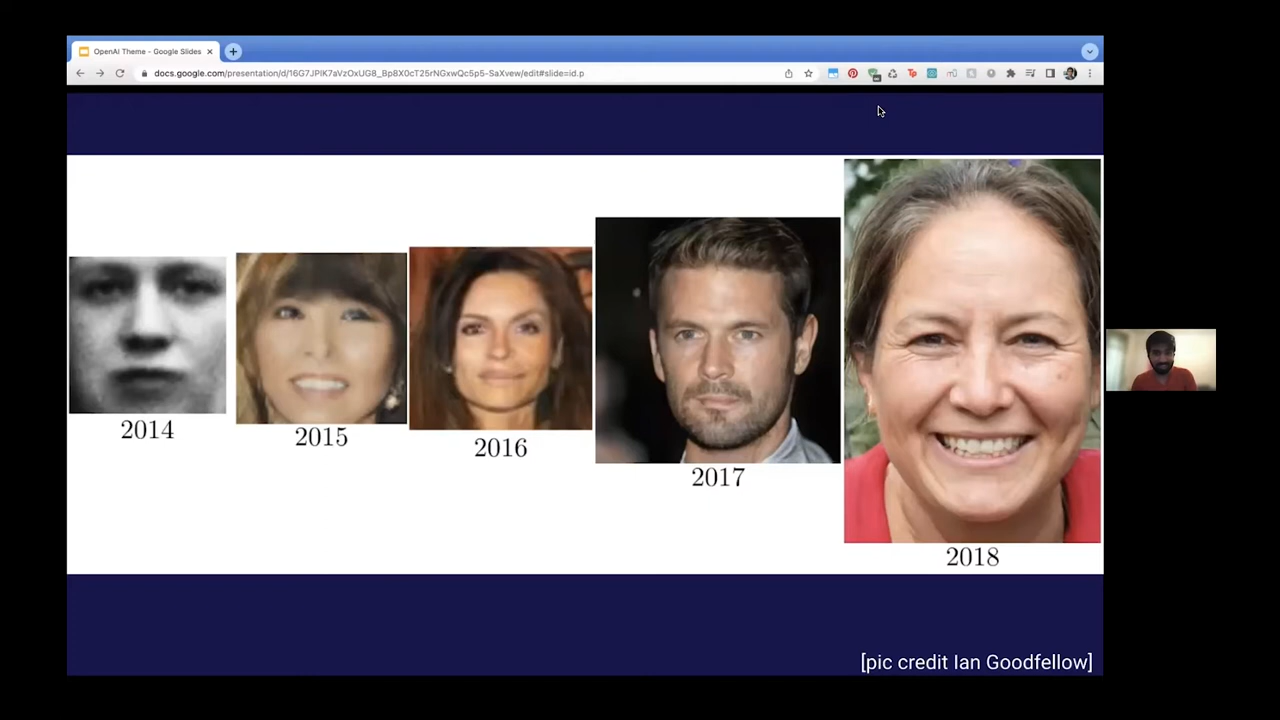 OpenAI Theme - Google Slides
docs.google.com/presentation/d/16G7JPlK7aVzOxUG8_Bp8X0cT25rNGxwQc5p5-SaXvew/edit#slide=id.p
2014
2015
2016
2017
2018
[pic credit Ian Goodfellow]